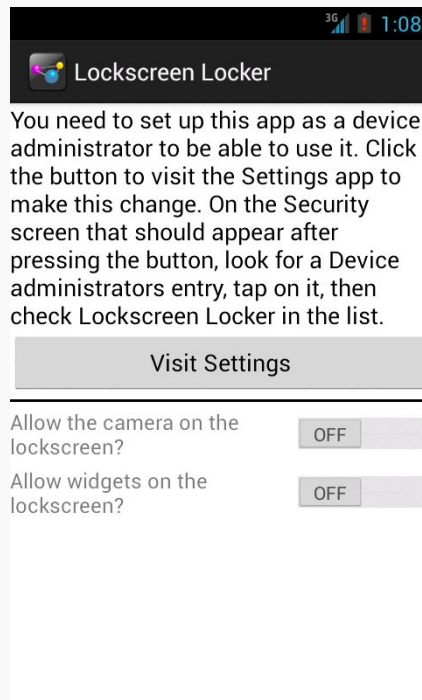 3G 1:08
Lockscreen Locker
You need to set up this app as a device
administrator to be able to use it. Click
the button to visit the Settings app to
make this change. On the Security
screen that should appear after
pressing the button, look for a Device
administrators entry, tap on it, then
check Lockscreen Locker in the list.
Visit Settings
Allow the camera on the
lockscreen?
OFF
Allow widgets on the
lockscreen?
OFF